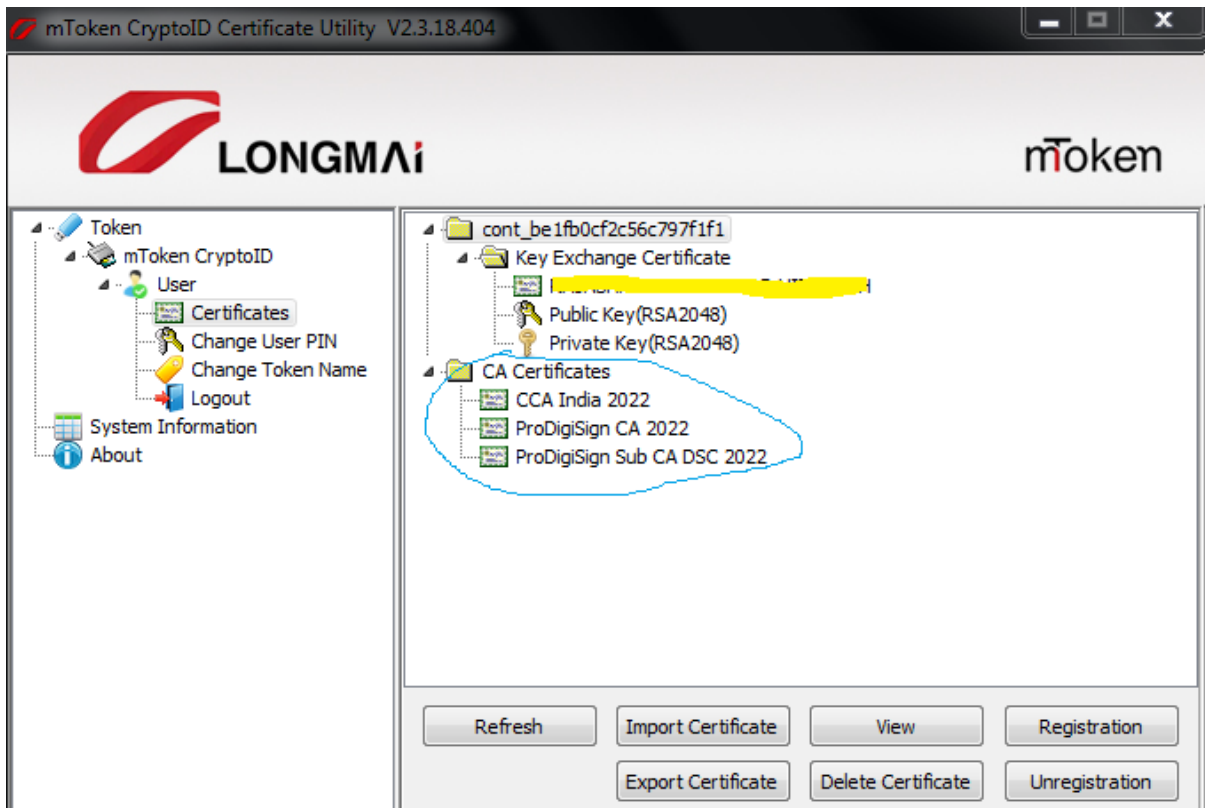 mToken CryptoID Certificate Utility V2.3.18.404
LONGMAi
mToken
Token
mToken CryptoID
User
Certificates
Change User PIN
Change Token Name
Logout
System Information
About
cont_be1fb0cf2c56c797f1f1
Key Exchange Certificate
Public Key(RSA2048)
Private Key(RSA2048)
CA Certificates
CCA India 2022
ProDigiSign CA 2022
ProDigiSign Sub CA DSC 2022
Refresh
Import Certificate
View
Registration
Export Certificate
Delete Certificate
Unregistration